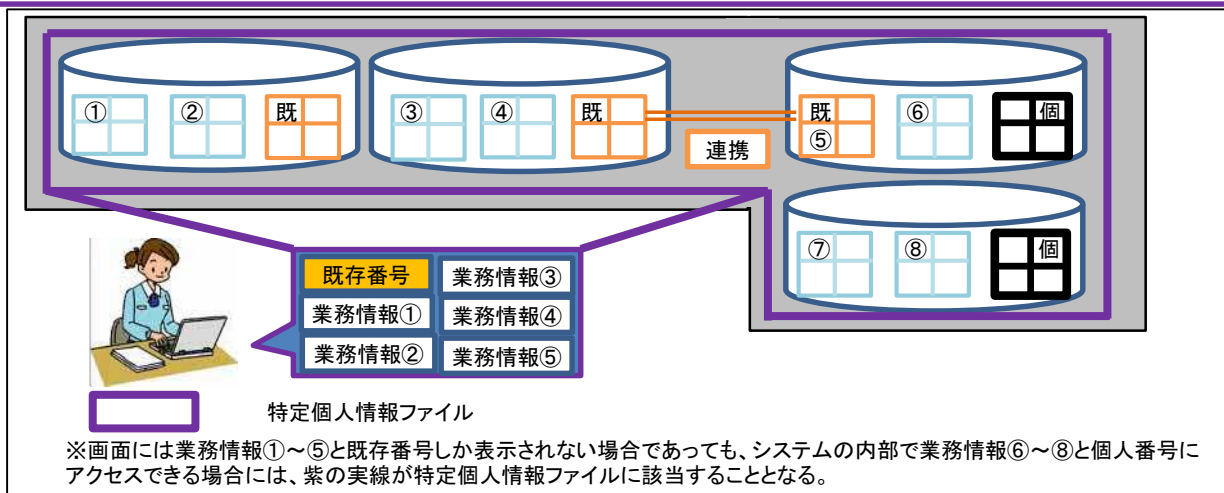 ① ② 既 ③ ④ 既 既 ⑥ 個
連携 ⑤
⑦ ⑧ 個
既存番号 業務情報③
業務情報① 業務情報④
業務情報② 業務情報⑤
特定個人情報ファイル
※画面には業務情報①~⑤と既存番号しか表示されない場合であっても、システムの内部で業務情報⑥~⑧と個人番号に
アクセスできる場合には、紫の実線が特定個人情報ファイルに該当することとなる。